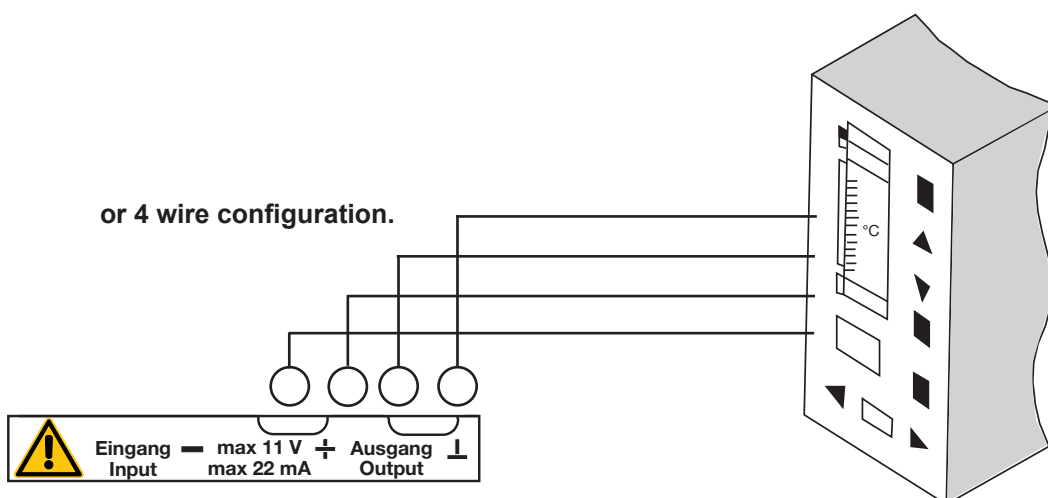 or 4 wire configuration.
°C
Eingang − max 11 V + Ausgang ⊥
Input max 22 mA Output